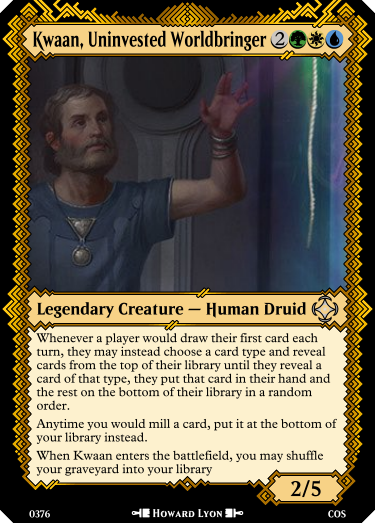 Kwaan, Uninvested Worldbringer 2
Legendary Creature — Human Druid
Whenever a player would draw their first card each
turn, they may instead choose a card type and reveal
cards from the top of their library until they reveal a
card of that type, they put that card in their hand and
the rest on the bottom of their library in a random
order.
Anytime you would mill a card, put it at the bottom of
your library instead.
When Kwaan enters the battlefield, you may shuffle
your graveyard into your library
2/5
0376 Howard Lyon COS